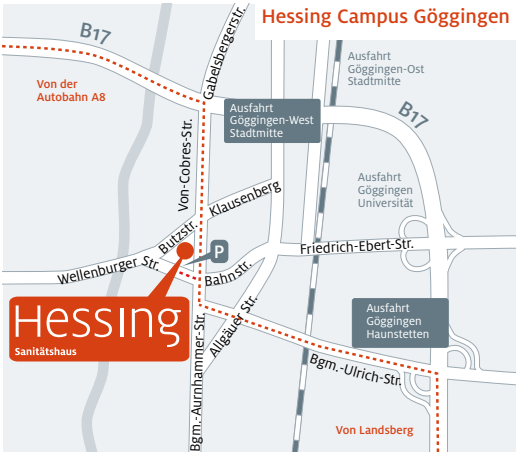 Hessing Campus Göggingen
B17
Gabelsbergerstr.
Ausfahrt
Göggingen-Ost
Stadtmitte
Von der
Autobahn A8
Ausfahrt
Göggingen-West
Stadtmitte
B17
Von-Cobres-Str.
Ausfahrt
Göggingen
Universität
Klausenberg
Butzstr.
P
Friedrich-Ebert-Str.
Wellenburger Str.
Bahnstr.
Hessing
Sanitätshaus
Allgäuer Str.
Ausfahrt
Göggingen
Haunstetten
Bgm.-Aurnhammer-Str.
Bgm.-Ulrich-Str.
Von Landsberg